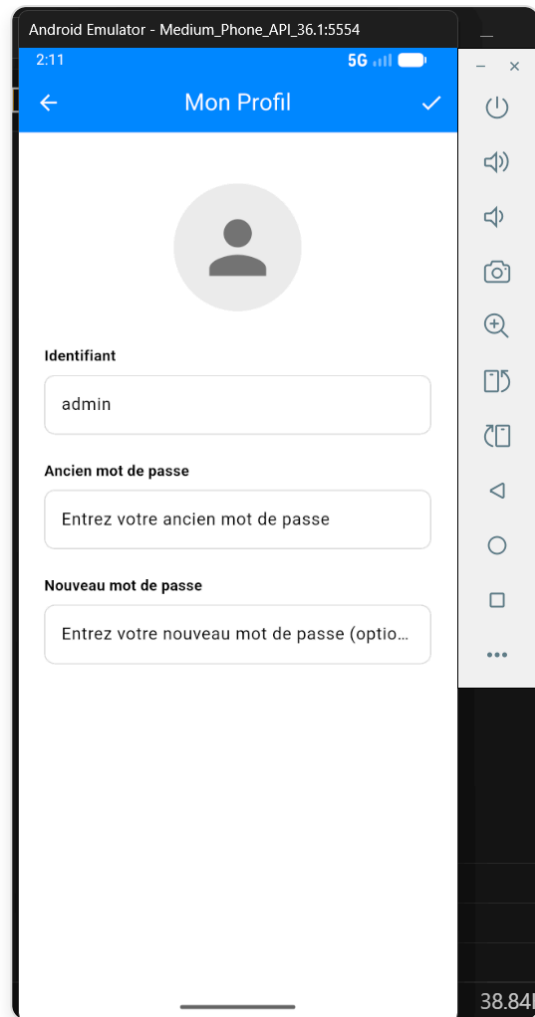 Android Emulator - Medium_Phone_API_36.1:5554
2:11
5G
Mon Profil
Identifiant
admin
Ancien mot de passe
Entrez votre ancien mot de passe
Nouveau mot de passe
Entrez votre nouveau mot de passe (optio...
38.84